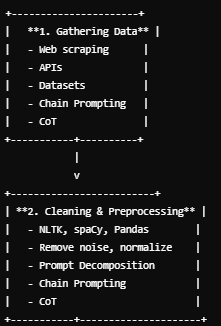 +----------------------+
|   **1. Gathering Data** |
|   - Web scraping      |
|   - APIs              |
|   - Datasets          |
|   - Chain Prompting   |
|   - CoT               |
+-----------+----------+
            |
            v
+-------------------------+
| **2. Cleaning & Preprocessing** |
|   - NLTK, spaCy, Pandas        |
|   - Remove noise, normalize    |
|   - Prompt Decomposition       |
|   - Chain Prompting            |
|   - CoT                        |
+-----------+---------------------+